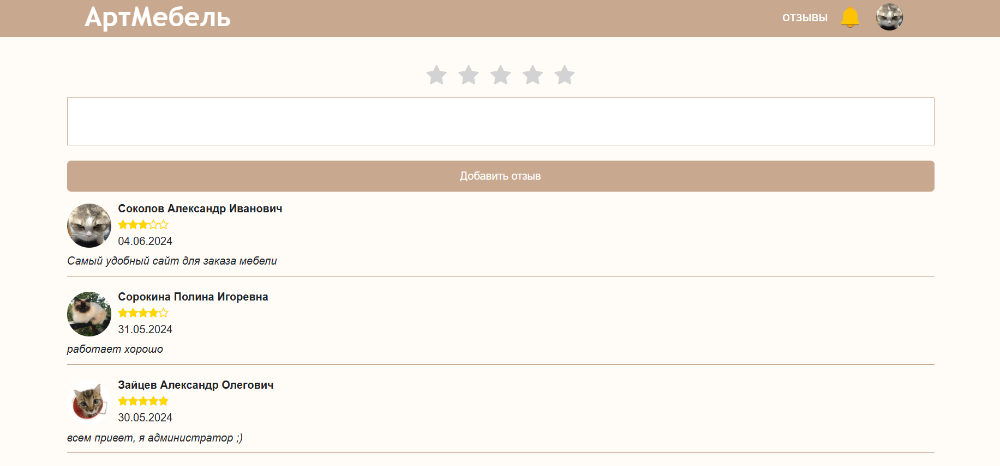 АртМебель
ОТЗЫВЫ
Добавить отзыв
Соколов Александр Иванович
04.06.2024
Самый удобный сайт для заказа мебели
Сорокина Полина Игоревна
31.05.2024
работает хорошо
Зайцев Александр Олегович
30.05.2024
всем привет, я администратор ;)